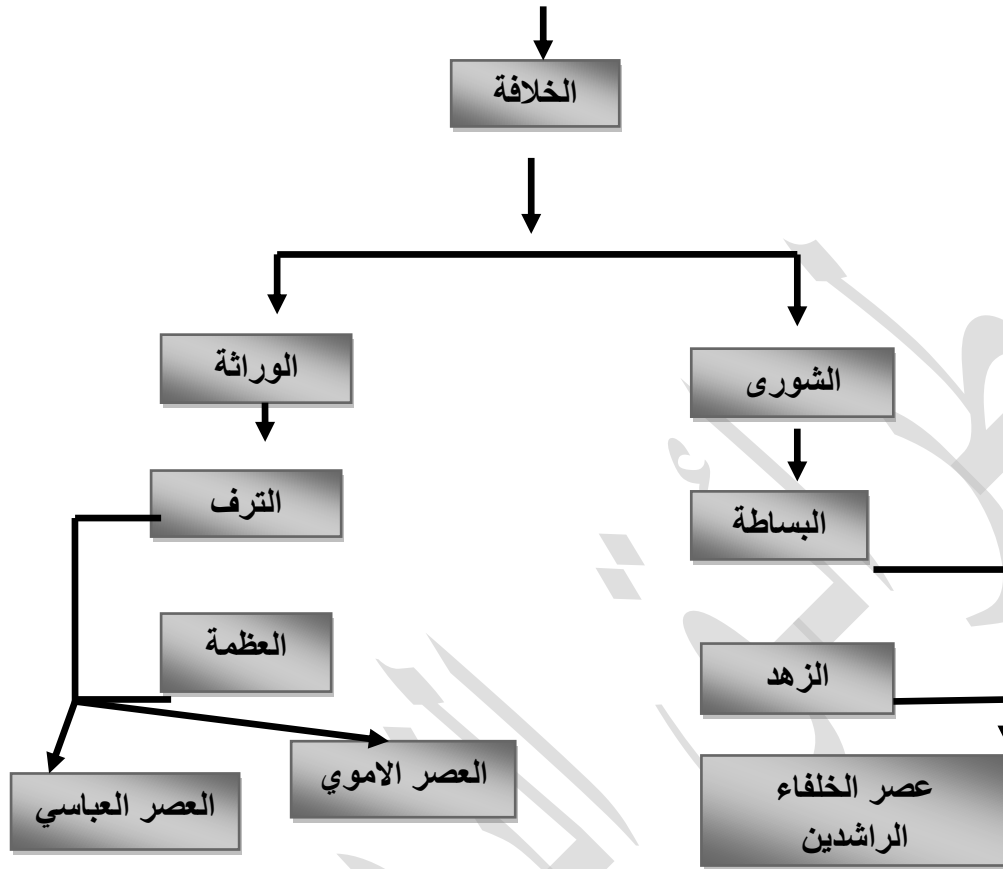 الخلافة
الشورى
الوراثة
البساطة
الترف
الزهد
العظمة
عصر الخلفاء
الراشدين
العصر الاموي
العصر العباسي